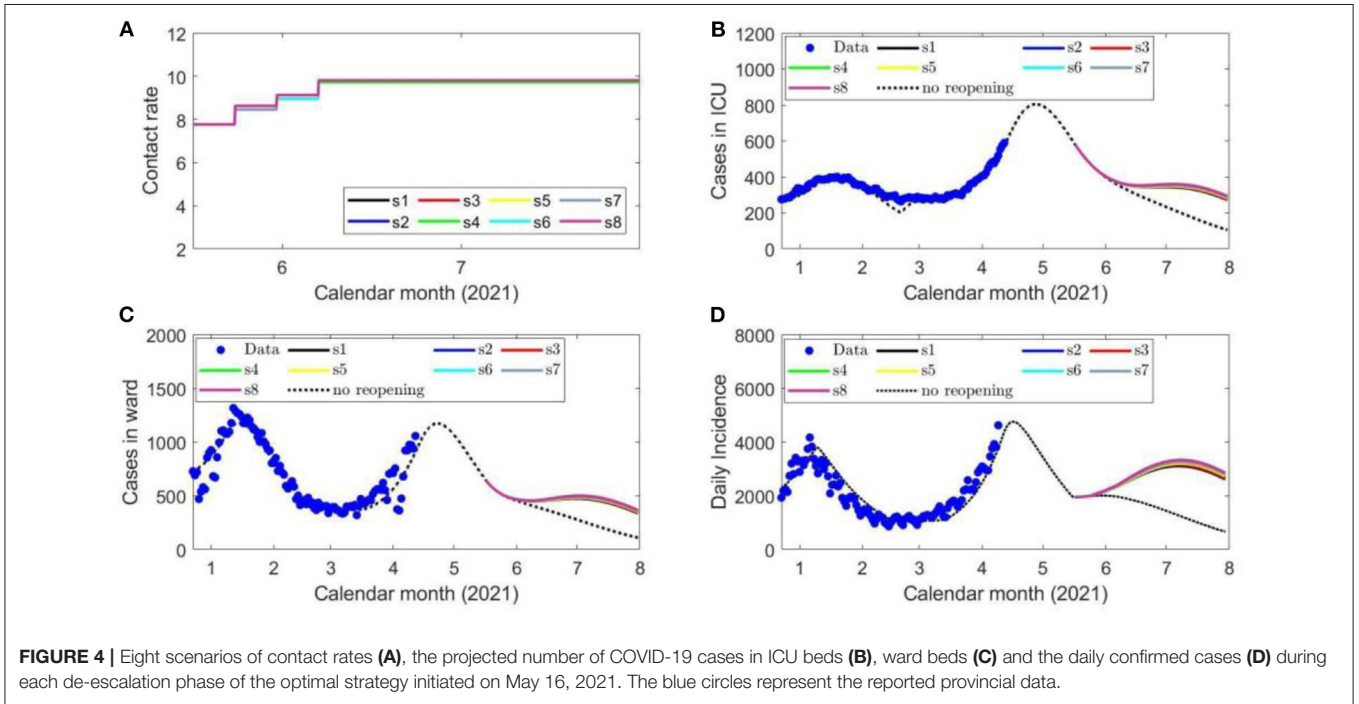 A
12
10
8
6
4
2
Contact rate
s1 s3 s5 s7
s2 s4 s6 s8
6 7
Calendar month (2021)
B
1200
1000
800
600
400
200
0
Cases in ICU
Data s1 s2 s3
s4 s5 s6 s7
s8 no reopening
1 2 3 4 5 6 7 8
Calendar month (2021)
C
2000
1500
1000
500
0
Cases in ward
Data s1 s2 s3
s4 s5 s6 s7
s8 no reopening
1 2 3 4 5 6 7 8
Calendar month (2021)
D
8000
6000
4000
2000
0
Daily Incidence
Data s1 s2 s3
s4 s5 s6 s7
s8 no reopening
1 2 3 4 5 6 7 8
Calendar month (2021)
FIGURE 4 | Eight scenarios of contact rates (A), the projected number of COVID-19 cases in ICU beds (B), ward beds (C) and the daily confirmed cases (D) during
each de-escalation phase of the optimal strategy initiated on May 16, 2021. The blue circles represent the reported provincial data.